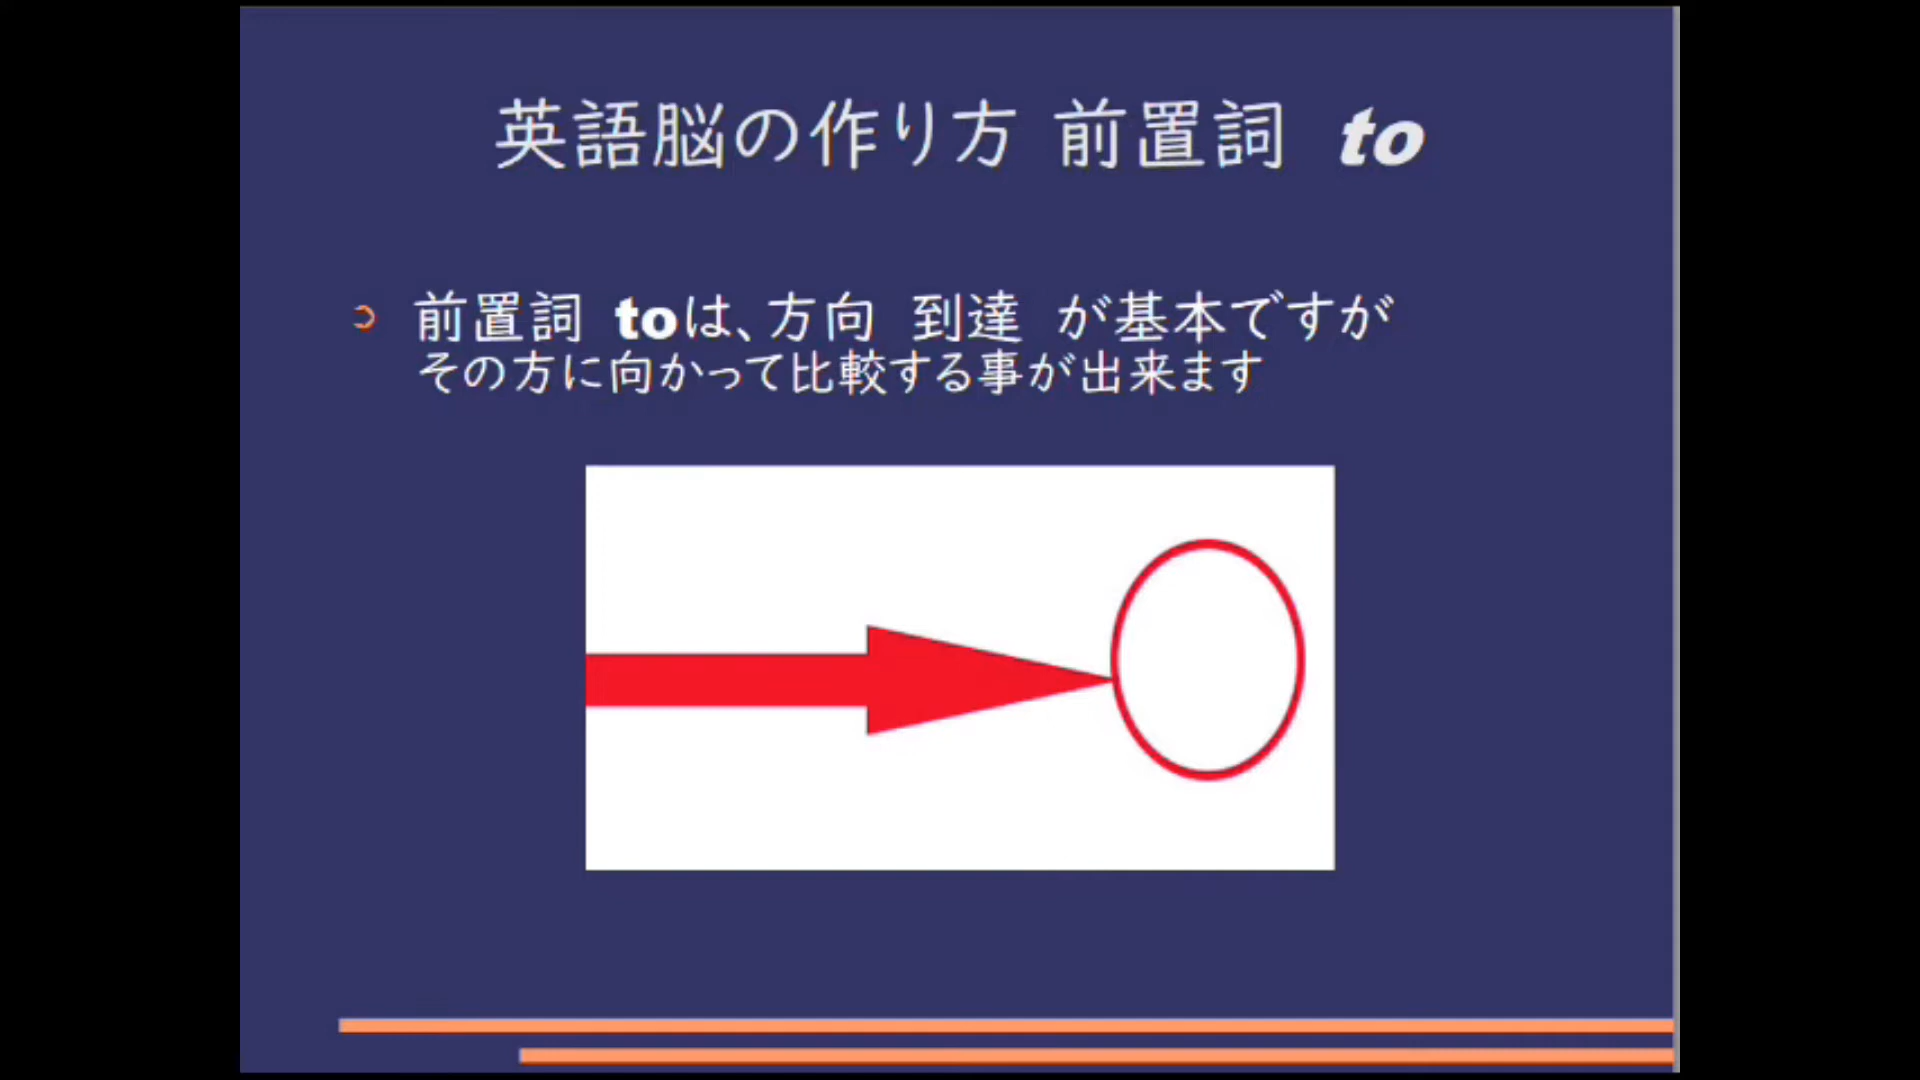 英語脳の作り方 前置詞 to
前置詞 toは、方向 到達 が基本ですが
その方に向かって比較する事が出来ます